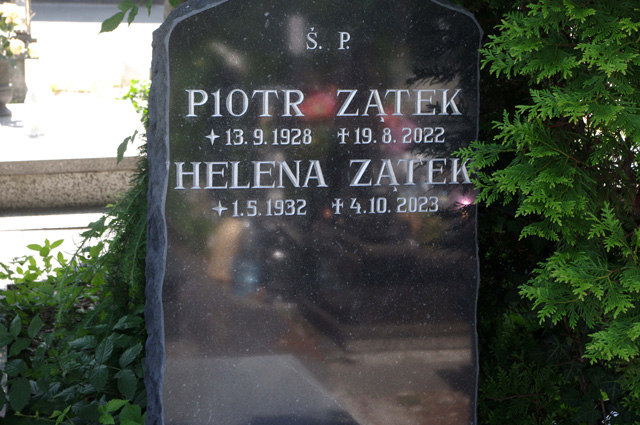 Ś. P.
PIOTR ZĄTEK
✦ 13.9.1928 ✝ 19.8.2022
HELENA ZĄTEK
✦ 1.5.1932 ✝ 4.10.2023